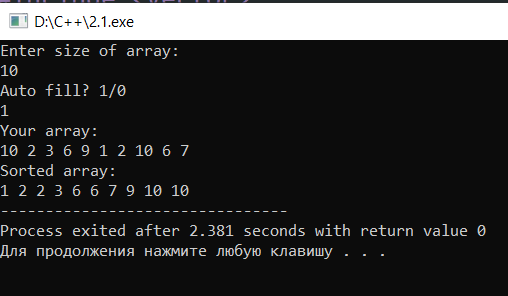 D:\C++\2.1.exe
Enter size of array:
10
Auto fill? 1/0
1
Your array:
10 2 3 6 9 1 2 10 6 7
Sorted array:
1 2 2 3 6 6 7 9 10 10
--------------------------------
Process exited after 2.381 seconds with return value 0
Для продолжения нажмите любую клавишу . . .